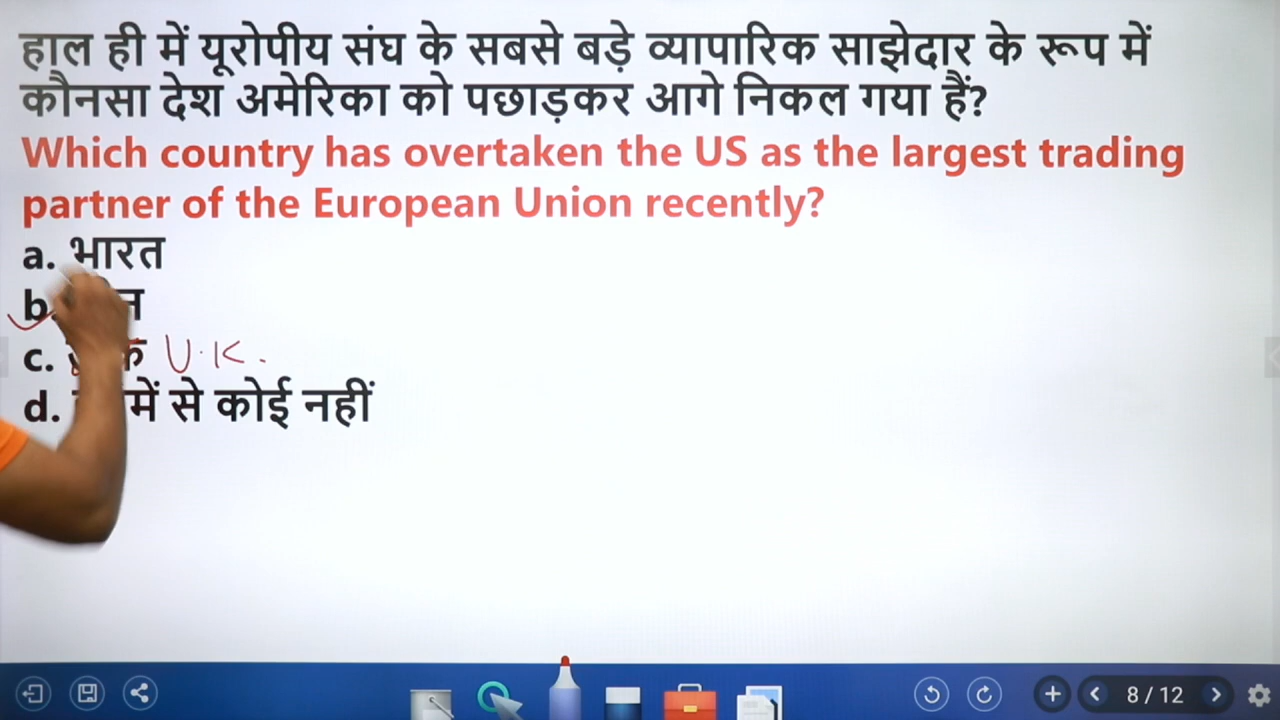 हाल ही में यूरोपीय संघ के सबसे बड़े व्यापारिक साझेदार के रूप में
कौनसा देश अमेरिका को पछाड़कर आगे निकल गया हैं?
Which country has overtaken the US as the largest trading
partner of the European Union recently?
a. भारत
b.
c. U.K.
d. में से कोई नहीं
8 / 12